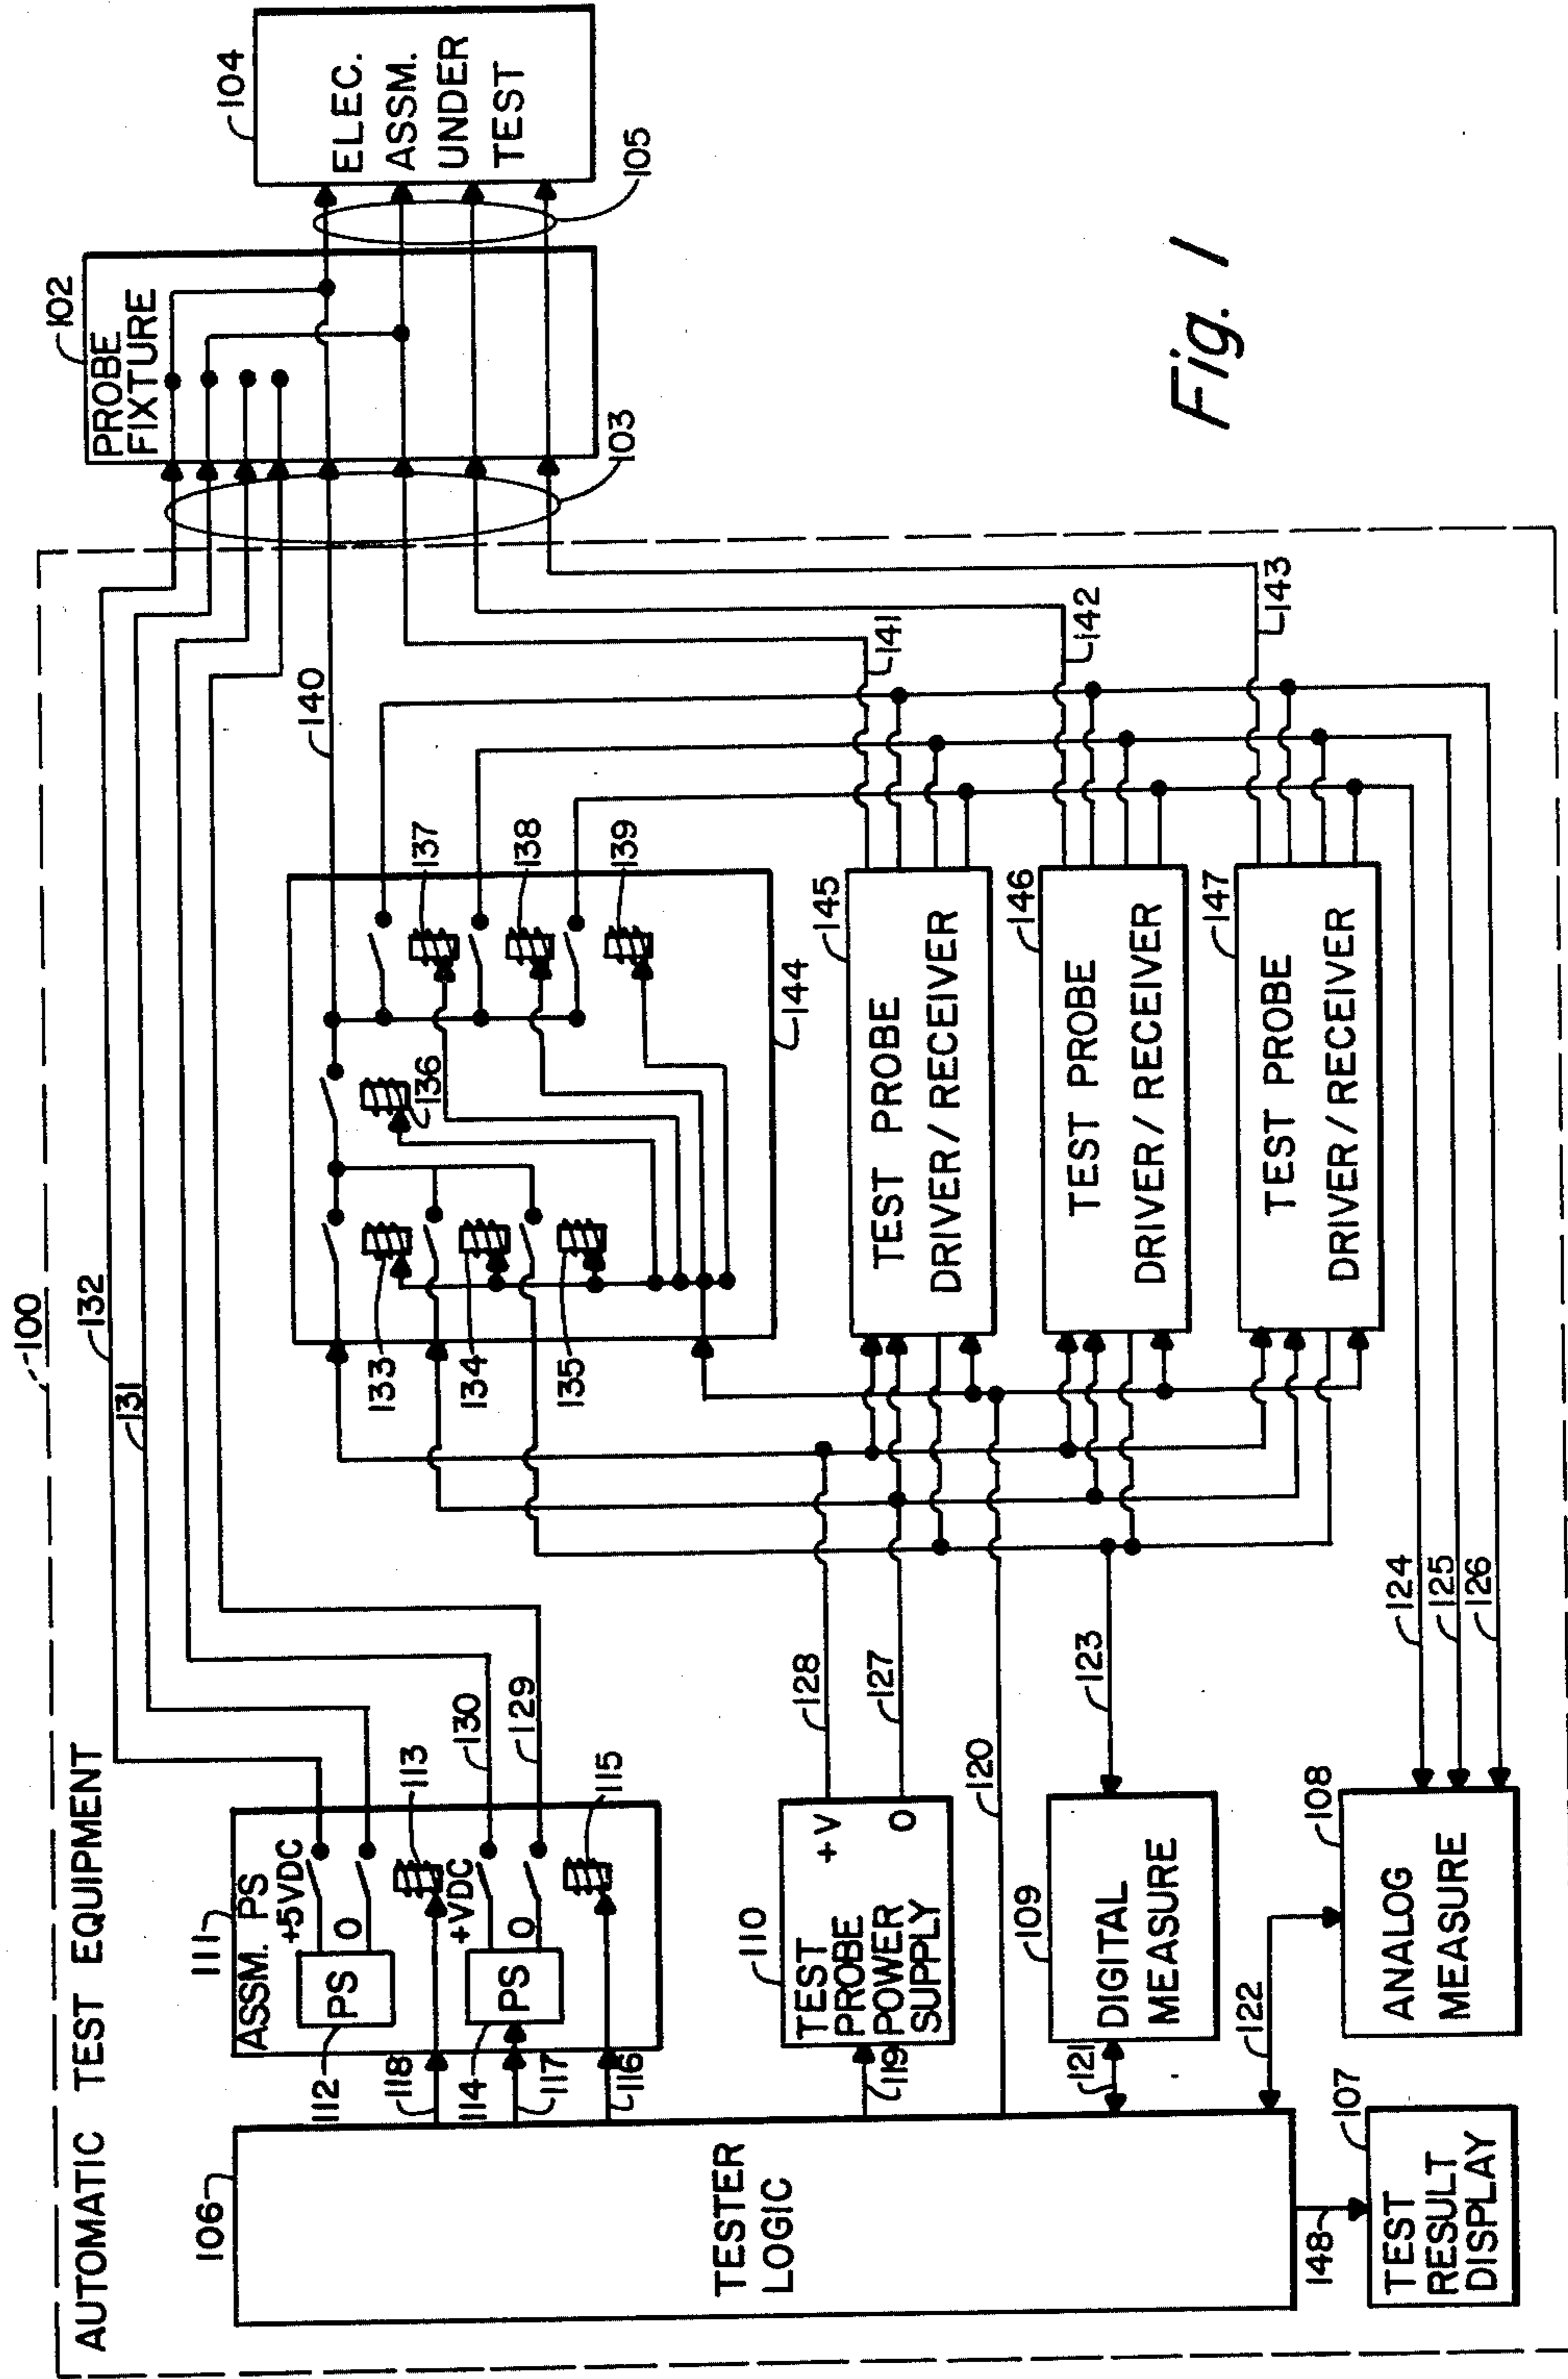 AUTOMATIC TEST EQUIPMENT
100
132
131
102
PROBE
FIXTURE
103
104
ELEC.
ASSM.
UNDER
TEST
105
106
TESTER
LOGIC
111
ASSM. PS
+5VDC
0
PS
112
113
118
+VDC
0
PS
114
115
117
116
130
129
110
TEST
PROBE
POWER
SUPPLY
+V
0
119
128
127
120
109
DIGITAL
MEASURE
121
123
108
ANALOG
MEASURE
122
124
125
126
107
TEST
RESULT
DISPLAY
148
133
134
135
136
137
138
139
140
144
145
TEST PROBE
DRIVER/RECEIVER
146
TEST PROBE
DRIVER/RECEIVER
147
TEST PROBE
DRIVER/RECEIVER
141
142
143
Fig. 1